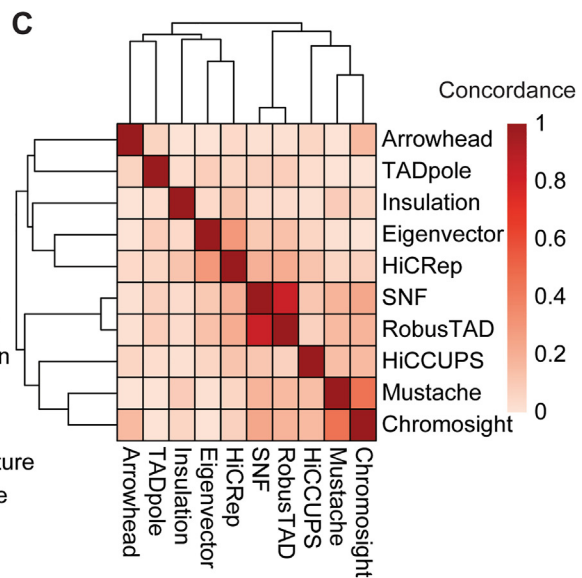 C
Concordance
1
0.8
0.6
0.4
0.2
0
Arrowhead
TADpole
Insulation
Eigenvector
HiCRep
SNF
RobusTAD
HiCCUPS
Mustache
Chromosight
n
ture
e
Arrowhead
TADpole
Insulation
Eigenvector
HiCRep
SNF
RobusTAD
HiCCUPS
Mustache
Chromosight